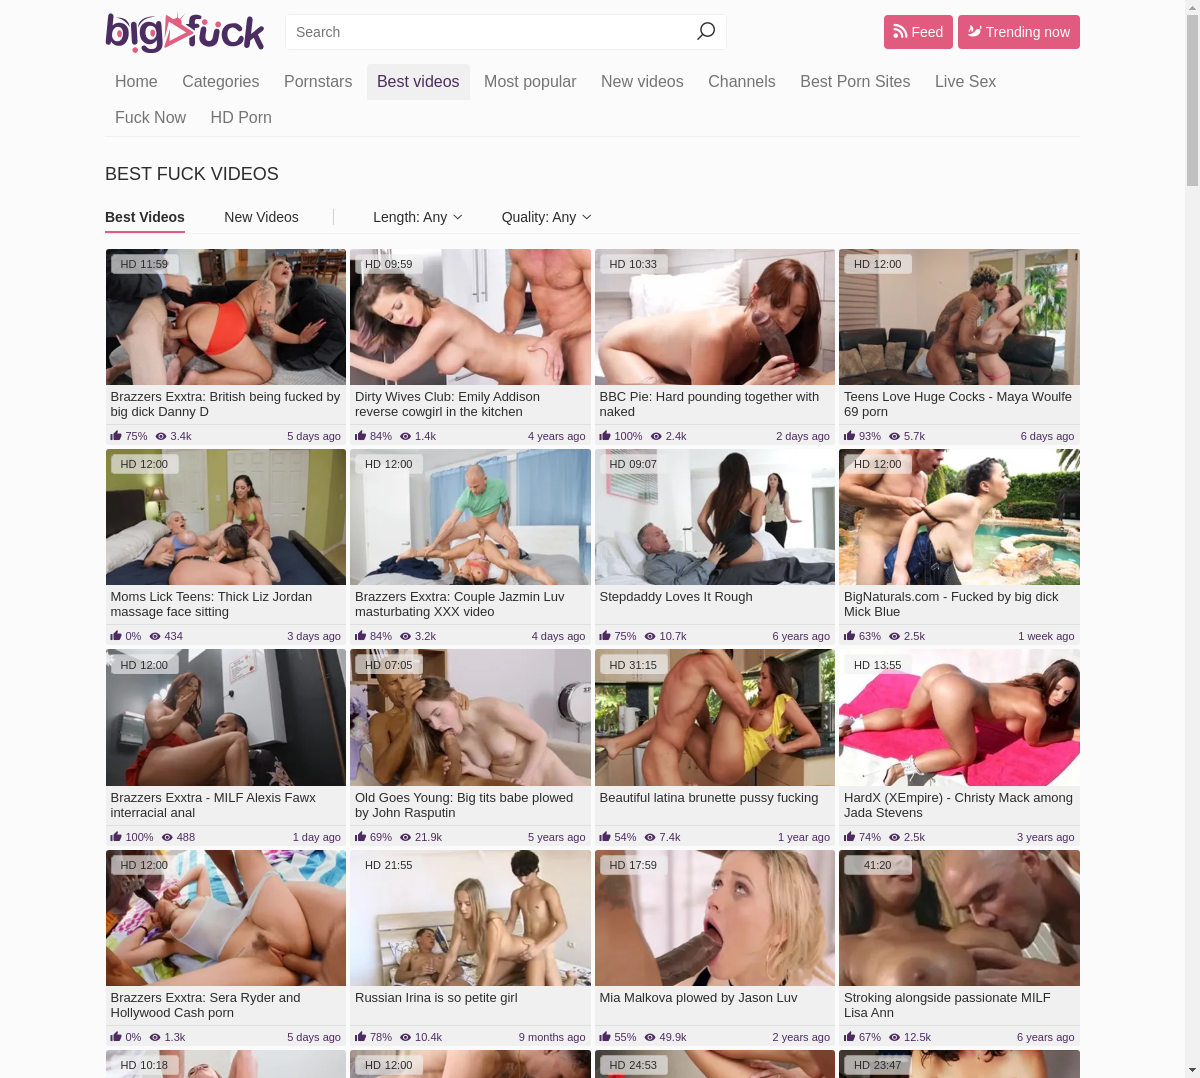 bigfuck
Search
Feed
Trending now
Home Categories Pornstars Best videos Most popular New videos Channels Best Porn Sites Live Sex
Fuck Now HD Porn
BEST FUCK VIDEOS
Best Videos New Videos Length: Any Quality: Any
HD 11:59
HD 09:59
HD 10:33
HD 12:00
Brazzers Exxtra: British being fucked by
big dick Danny D
75% 3.4k 5 days ago
Dirty Wives Club: Emily Addison
reverse cowgirl in the kitchen
84% 1.4k 4 years ago
BBC Pie: Hard pounding together with
naked
100% 2.4k 2 days ago
Teens Love Huge Cocks - Maya Woulfe
69 porn
93% 5.7k 6 days ago
HD 12:00
HD 12:00
HD 09:07
HD 12:00
Moms Lick Teens: Thick Liz Jordan
massage face sitting
0% 434 3 days ago
Brazzers Exxtra: Couple Jazmin Luv
masturbating XXX video
84% 3.2k 4 days ago
Stepdaddy Loves It Rough
75% 10.7k 6 years ago
BigNaturals.com - Fucked by big dick
Mick Blue
63% 2.5k 1 week ago
HD 12:00
HD 07:05
HD 31:15
HD 13:55
Brazzers Exxtra - MILF Alexis Fawx
interracial anal
100% 488 1 day ago
Old Goes Young: Big tits babe plowed
by John Rasputin
69% 21.9k 5 years ago
Beautiful latina brunette pussy fucking
54% 7.4k 1 year ago
HardX (XEmpire) - Christy Mack among
Jada Stevens
74% 2.5k 3 years ago
HD 12:00
HD 21:55
HD 17:59
41:20
Brazzers Exxtra: Sera Ryder and
Hollywood Cash porn
0% 1.3k 5 days ago
Russian Irina is so petite girl
78% 10.4k 9 months ago
Mia Malkova plowed by Jason Luv
55% 49.9k 2 years ago
Stroking alongside passionate MILF
Lisa Ann
67% 12.5k 6 years ago
HD 10:18
HD 12:00
HD 24:53
HD 23:47